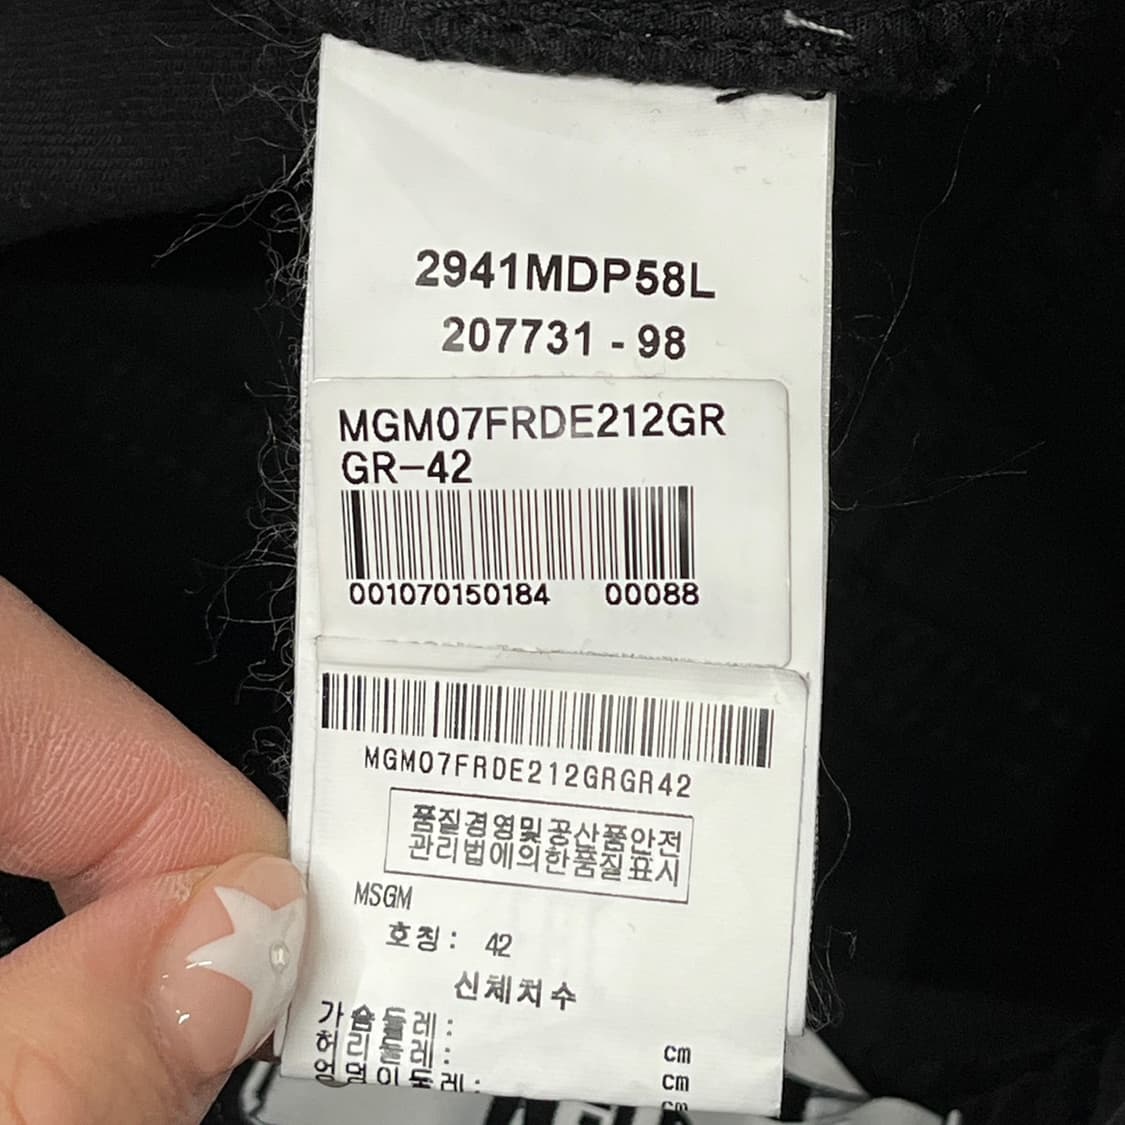 2941MDP58L
207731 - 98
MGM07FRDE212GR
GR-42
001070150184 00088
MGM07FRDE212GRGR42
품질경영및공산품안전
관리법에의한품질표시
MSGM
호칭: 42
신체치수
가슴둘레:
허리둘레: cm
엉덩이둘레: cm
cm